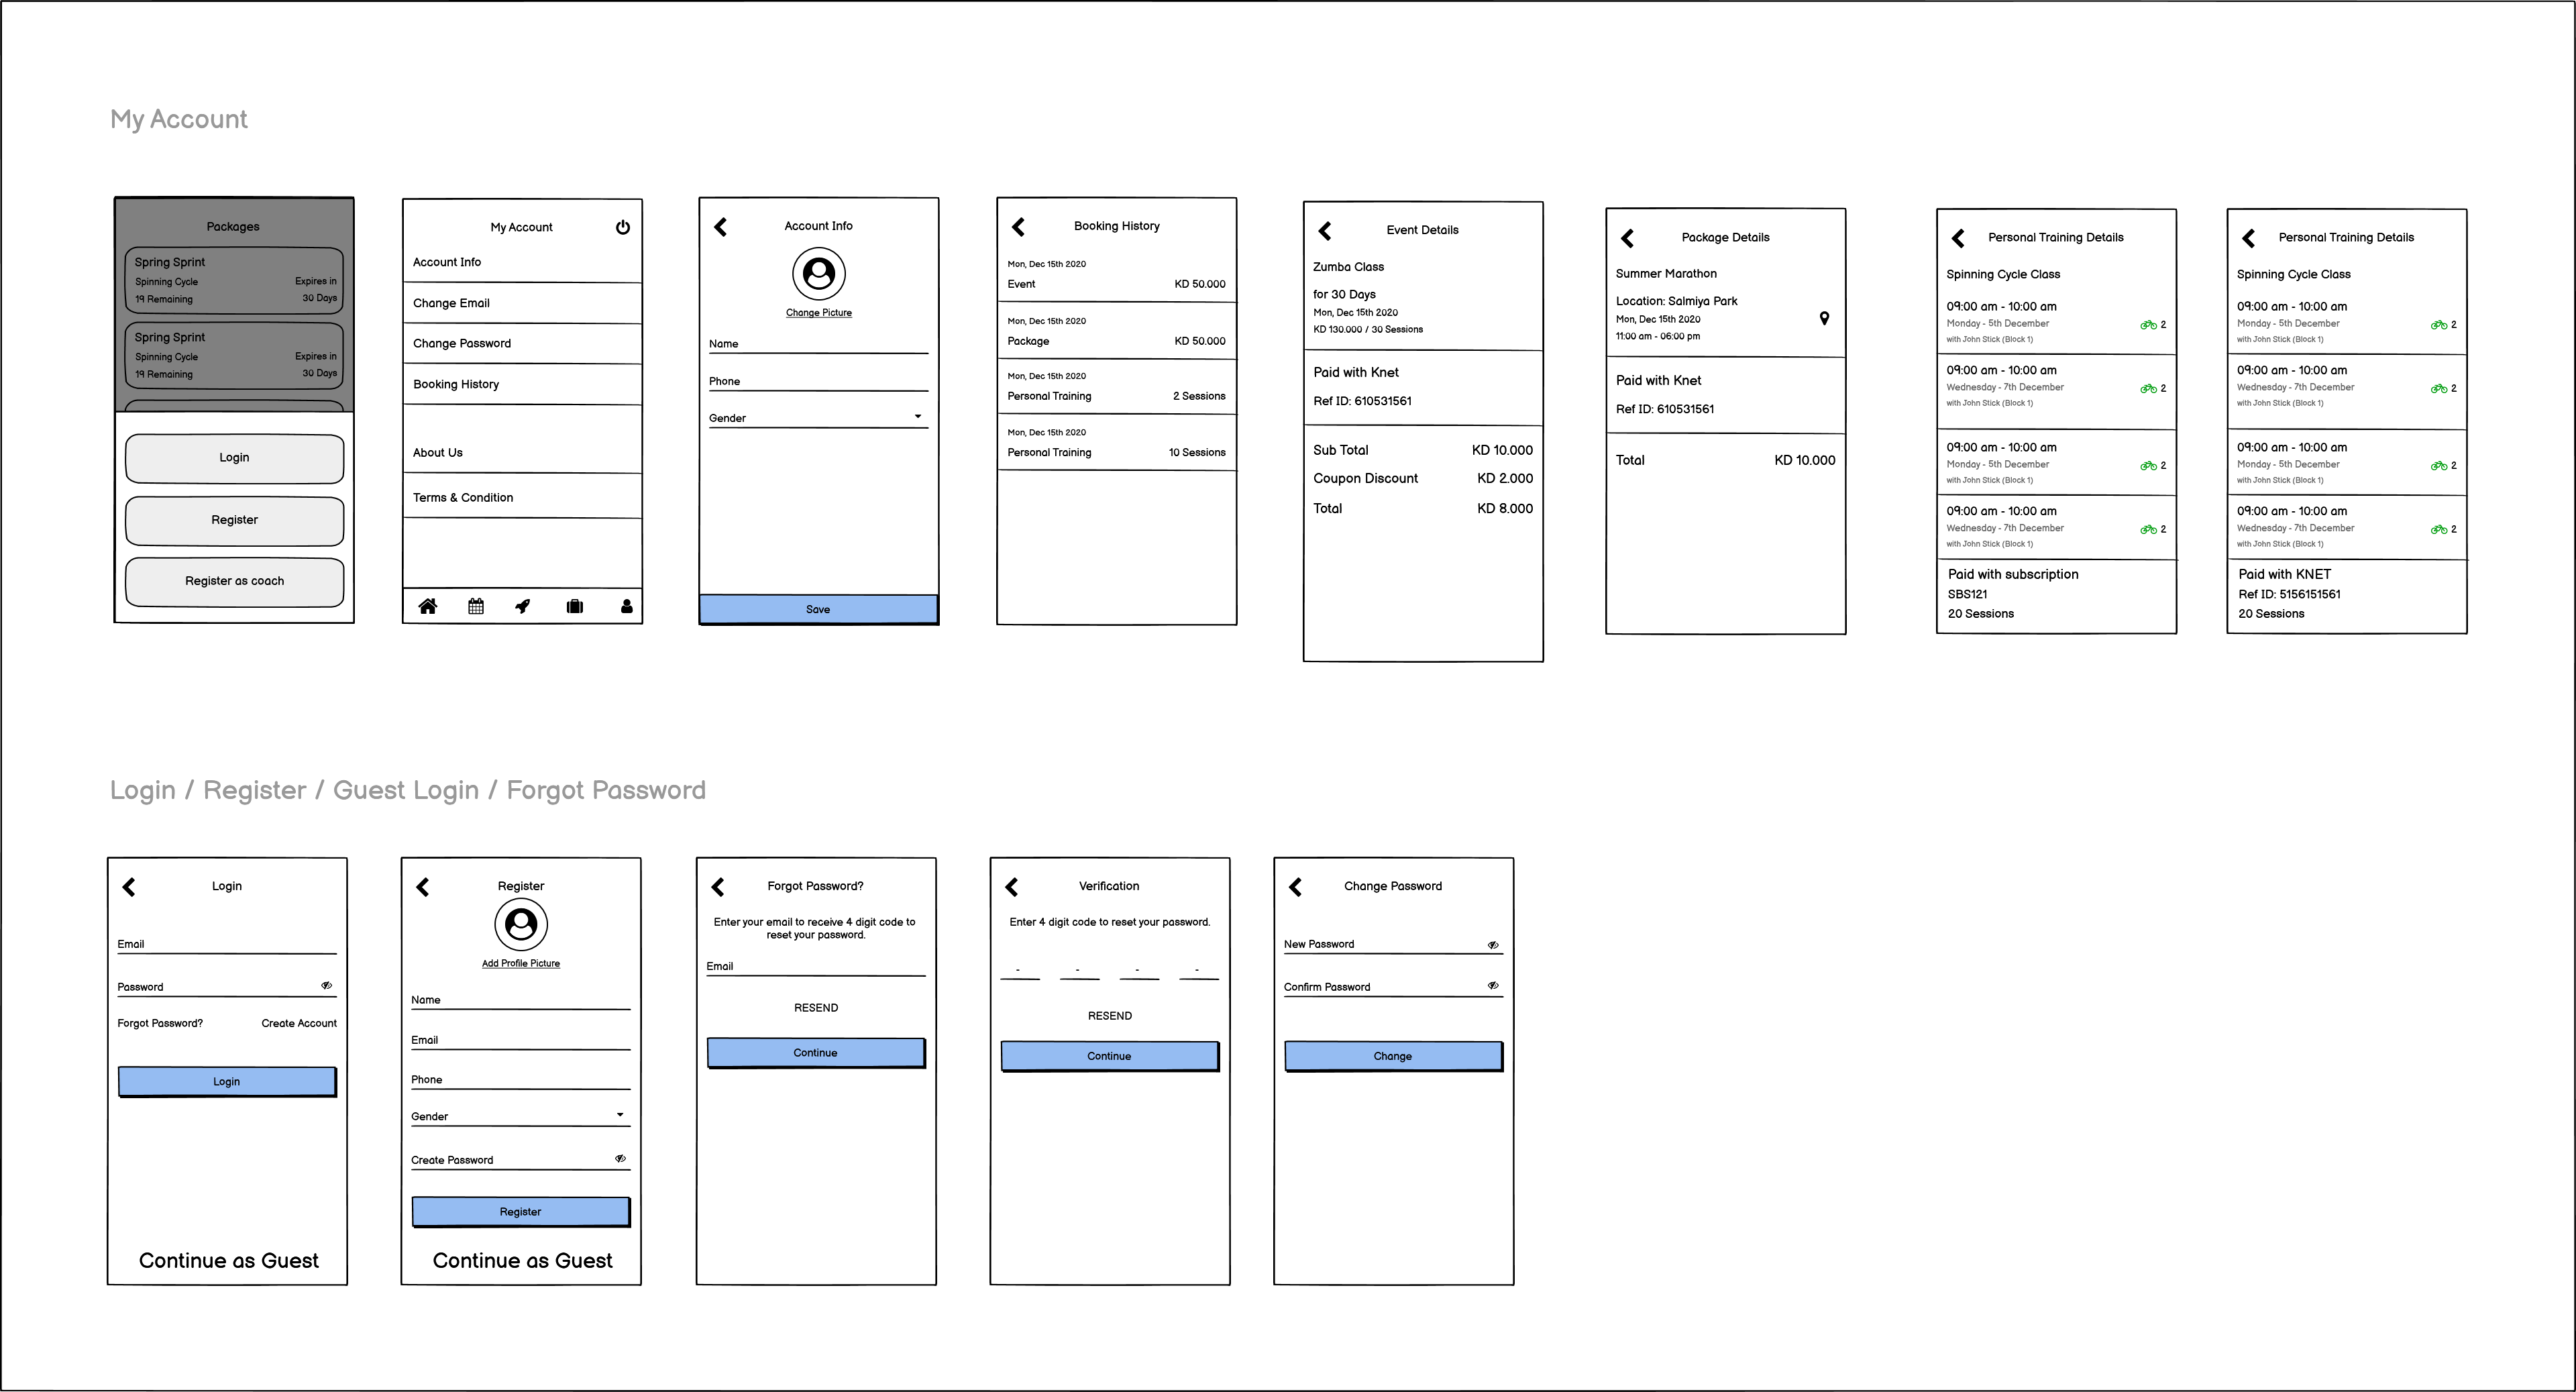 My Account
Packages
Spring Sprint
Spinning Cycle Expires in
19 Remaining 30 Days
Spring Sprint
Spinning Cycle Expires in
19 Remaining 30 Days
Login
Register
Register as coach
My Account
Account Info
Change Email
Change Password
Booking History
About Us
Terms & Condition
Account Info
Change Picture
Name
Phone
Gender
Save
Booking History
Mon, Dec 15th 2020
Event KD 50.000
Mon, Dec 15th 2020
Package KD 50.000
Mon, Dec 15th 2020
Personal Training 2 Sessions
Mon, Dec 15th 2020
Personal Training 10 Sessions
Event Details
Zumba Class
for 30 Days
Mon, Dec 15th 2020
KD 130.000 / 30 Sessions
Paid with Knet
Ref ID: 610531561
Sub Total KD 10.000
Coupon Discount KD 2.000
Total KD 8.000
Package Details
Summer Marathon
Location: Salmiya Park
Mon, Dec 15th 2020
11:00 am - 06:00 pm
Paid with Knet
Ref ID: 610531561
Total KD 10.000
Personal Training Details
Spinning Cycle Class
09:00 am - 10:00 am
Monday - 5th December 2
with John Stick (Block 1)
09:00 am - 10:00 am
Wednesday - 7th December 2
with John Stick (Block 1)
09:00 am - 10:00 am
Monday - 5th December 2
with John Stick (Block 1)
09:00 am - 10:00 am
Wednesday - 7th December 2
with John Stick (Block 1)
Paid with subscription
SBS121
20 Sessions
Personal Training Details
Spinning Cycle Class
09:00 am - 10:00 am
Monday - 5th December 2
with John Stick (Block 1)
09:00 am - 10:00 am
Wednesday - 7th December 2
with John Stick (Block 1)
09:00 am - 10:00 am
Monday - 5th December 2
with John Stick (Block 1)
09:00 am - 10:00 am
Wednesday - 7th December 2
with John Stick (Block 1)
Paid with KNET
Ref ID: 5156151561
20 Sessions
Login / Register / Guest Login / Forgot Password
Login
Email
Password
Forgot Password? Create Account
Login
Continue as Guest
Register
Add Profile Picture
Name
Email
Phone
Gender
Create Password
Register
Continue as Guest
Forgot Password?
Enter your email to receive 4 digit code to
reset your password.
Email
RESEND
Continue
Verification
Enter 4 digit code to reset your password.
- - - -
RESEND
Continue
Change Password
New Password
Confirm Password
Change